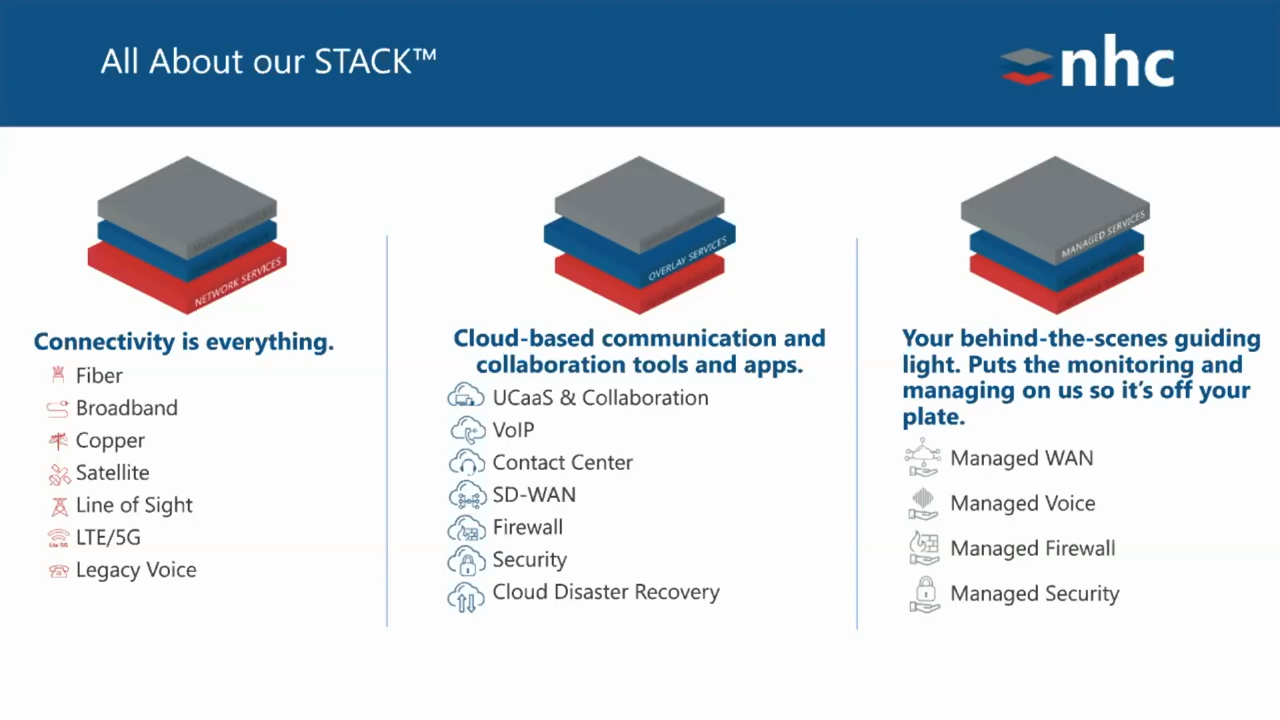 All About our STACK™
nhc
NETWORK SERVICES
Connectivity is everything.
Fiber
Broadband
Copper
Satellite
Line of Sight
LTE/5G
Legacy Voice
OVERLAY SERVICES
Cloud-based communication and
collaboration tools and apps.
UCaaS & Collaboration
VoIP
Contact Center
SD-WAN
Firewall
Security
Cloud Disaster Recovery
MANAGED SERVICES
Your behind-the-scenes guiding
light. Puts the monitoring and
managing on us so it's off your
plate.
Managed WAN
Managed Voice
Managed Firewall
Managed Security